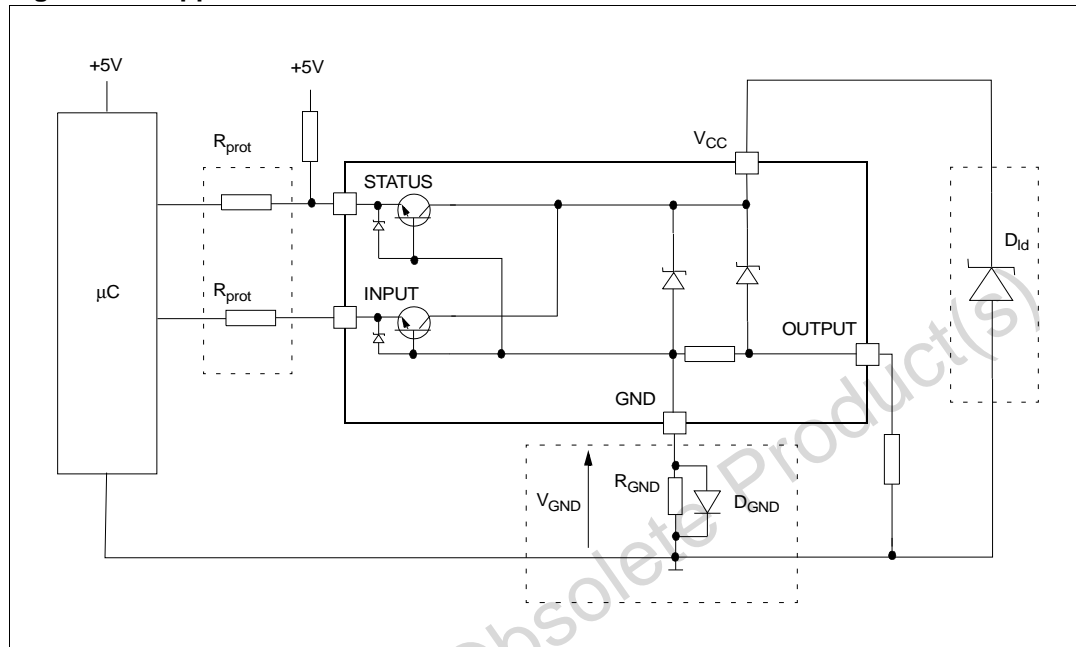 +5V
+5V
R_prot
V_CC
STATUS
D_ld
μC
R_prot
INPUT
OUTPUT
GND
V_GND
R_GND
D_GND
Obsolete Product(s)